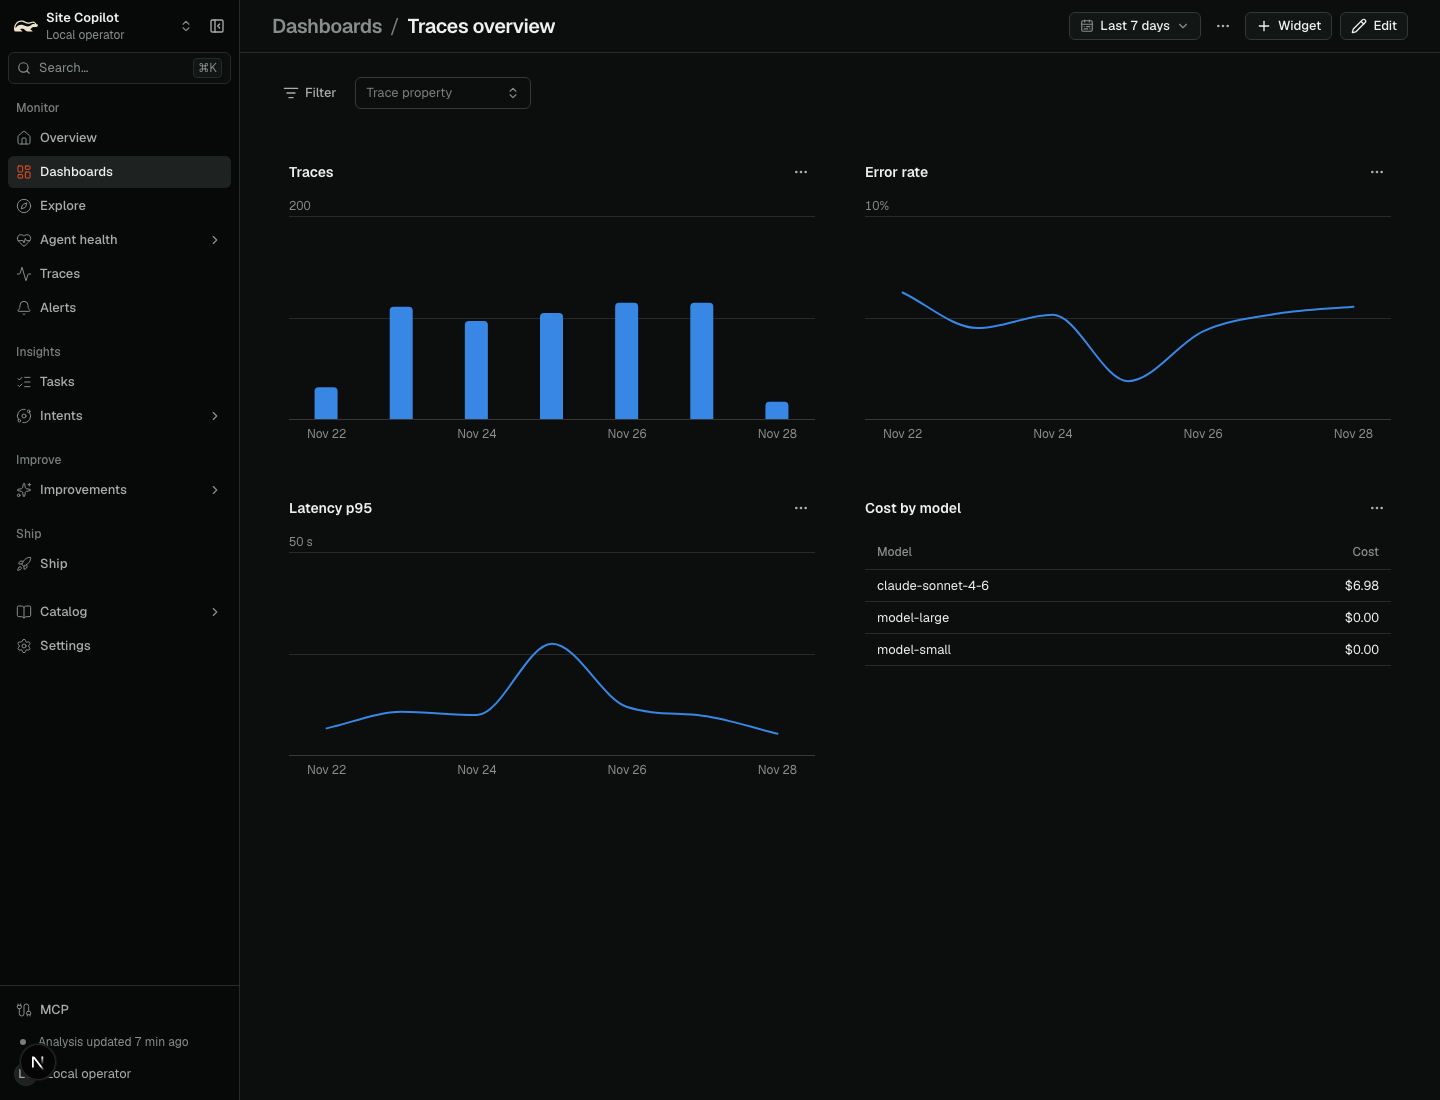 Site Copilot
Local operator
Search...
⌘K
Monitor
Overview
Dashboards
Explore
Agent health
Traces
Alerts
Insights
Tasks
Intents
Improve
Improvements
Ship
Ship
Catalog
Settings
MCP
Analysis updated 7 min ago
N
Local operator
Dashboards / Traces overview
Last 7 days
Widget
Edit
Filter
Trace property
Traces
200
Nov 22 Nov 24 Nov 26 Nov 28
Error rate
10%
Nov 22 Nov 24 Nov 26 Nov 28
Latency p95
50 s
Nov 22 Nov 24 Nov 26 Nov 28
Cost by model
Model Cost
claude-sonnet-4-6 $6.98
model-large $0.00
model-small $0.00